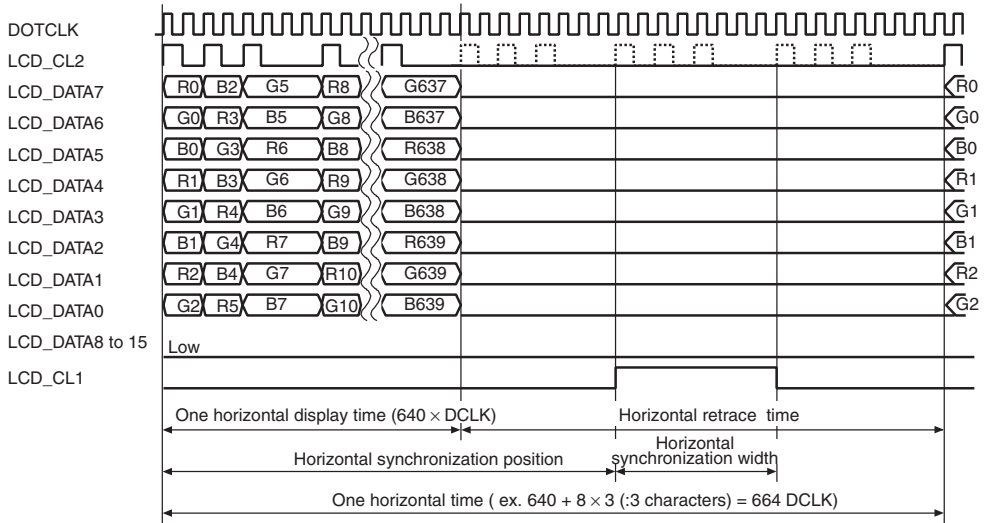 DOTCLK
LCD_CL2
LCD_DATA7 R0 B2 G5 R8 G637 R0
LCD_DATA6 G0 R3 B5 G8 B637 G0
LCD_DATA5 B0 G3 R6 B8 R638 B0
LCD_DATA4 R1 B3 G6 R9 G638 R1
LCD_DATA3 G1 R4 B6 G9 B638 G1
LCD_DATA2 B1 G4 R7 B9 R639 B1
LCD_DATA1 R2 B4 G7 R10 G639 R2
LCD_DATA0 G2 R5 B7 G10 B639 G2
LCD_DATA8 to 15 Low
LCD_CL1
One horizontal display time (640 × DCLK) Horizontal retrace time
Horizontal synchronization position Horizontal
synchronization width
One horizontal time ( ex. 640 + 8 × 3 (:3 characters) = 664 DCLK)